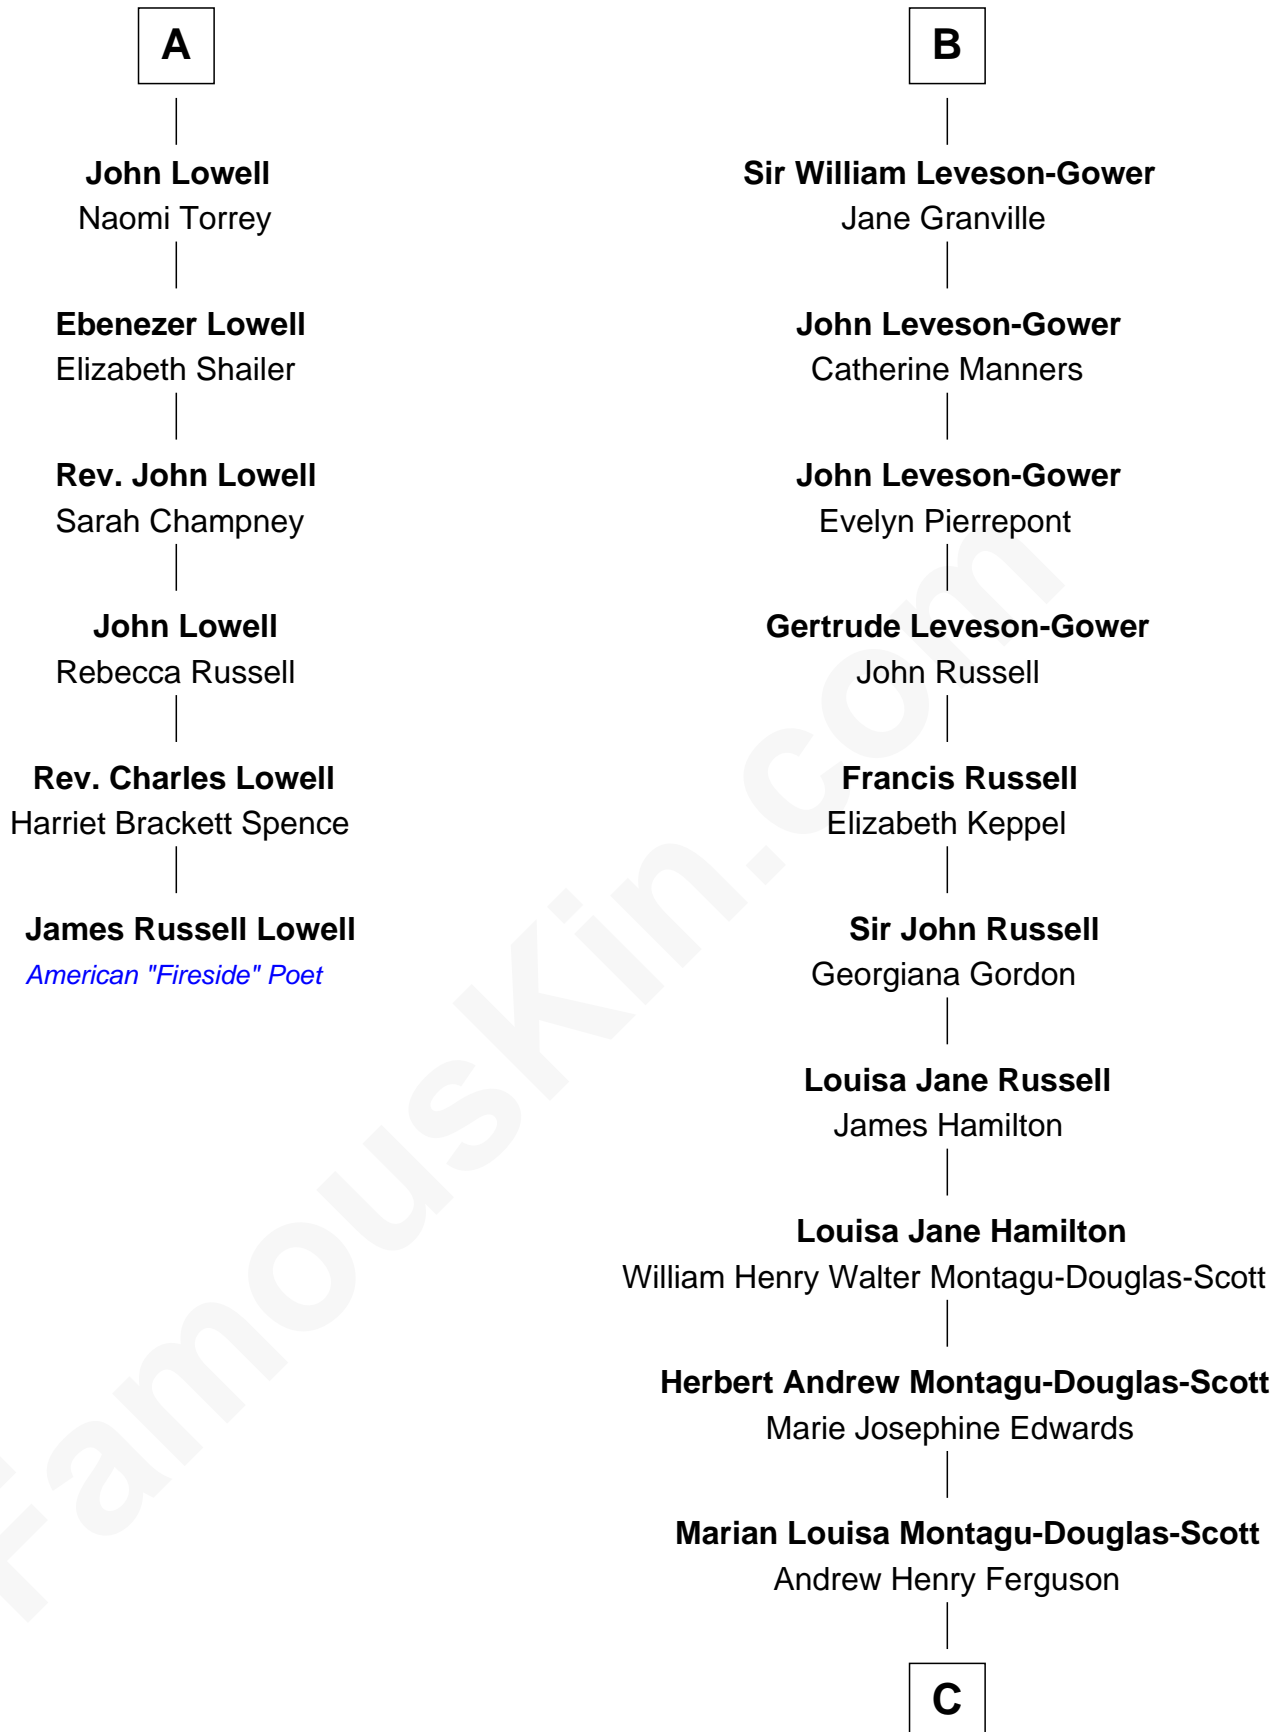 A
John Lowell
Naomi Torrey
Ebenezer Lowell
Elizabeth Shailer
Rev. John Lowell
Sarah Champney
John Lowell
Rebecca Russell
Rev. Charles Lowell
Harriet Brackett Spence
James Russell Lowell
American "Fireside" Poet
B
Sir William Leveson-Gower
Jane Granville
John Leveson-Gower
Catherine Manners
John Leveson-Gower
Evelyn Pierrepont
Gertrude Leveson-Gower
John Russell
Francis Russell
Elizabeth Keppel
Sir John Russell
Georgiana Gordon
Louisa Jane Russell
James Hamilton
Louisa Jane Hamilton
William Henry Walter Montagu-Douglas-Scott
Herbert Andrew Montagu-Douglas-Scott
Marie Josephine Edwards
Marian Louisa Montagu-Douglas-Scott
Andrew Henry Ferguson
C
FamousKin.com